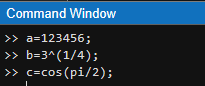 Command Window
>> a=123456;
>> b=3^(1/4);
>> c=cos(pi/2);